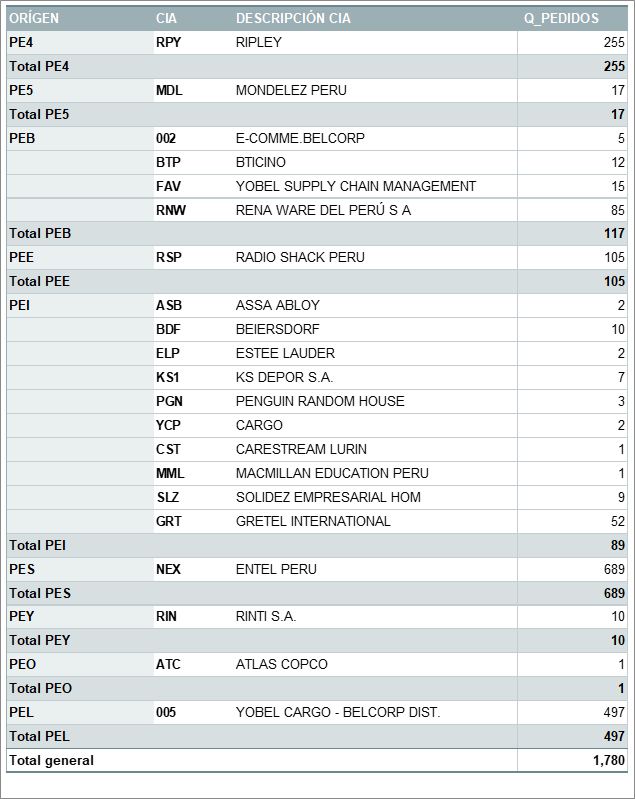 ORÍGEN CIA DESCRIPCIÓN CIA Q_PEDIDOS
PE4 RPY RIPLEY 255
Total PE4 255
PE5 MDL MONDELEZ PERU 17
Total PE5 17
PEB 002 E-COMME.BELCORP 5
BTP BTICINO 12
FAV YOBEL SUPPLY CHAIN MANAGEMENT 15
RNW RENA WARE DEL PERÚ S A 85
Total PEB 117
PEE RSP RADIO SHACK PERU 105
Total PEE 105
PEI ASB ASSA ABLOY 2
BDF BEIERSDORF 10
ELP ESTEE LAUDER 2
KS1 KS DEPOR S.A. 7
PGN PENGUIN RANDOM HOUSE 3
YCP CARGO 2
CST CARESTREAM LURIN 1
MML MACMILLAN EDUCATION PERU 1
SLZ SOLIDEZ EMPRESARIAL HOM 9
GRT GRETEL INTERNATIONAL 52
Total PEI 89
PES NEX ENTEL PERU 689
Total PES 689
PEY RIN RINTI S.A. 10
Total PEY 10
PEO ATC ATLAS COPCO 1
Total PEO 1
PEL 005 YOBEL CARGO - BELCORP DIST. 497
Total PEL 497
Total general 1,780